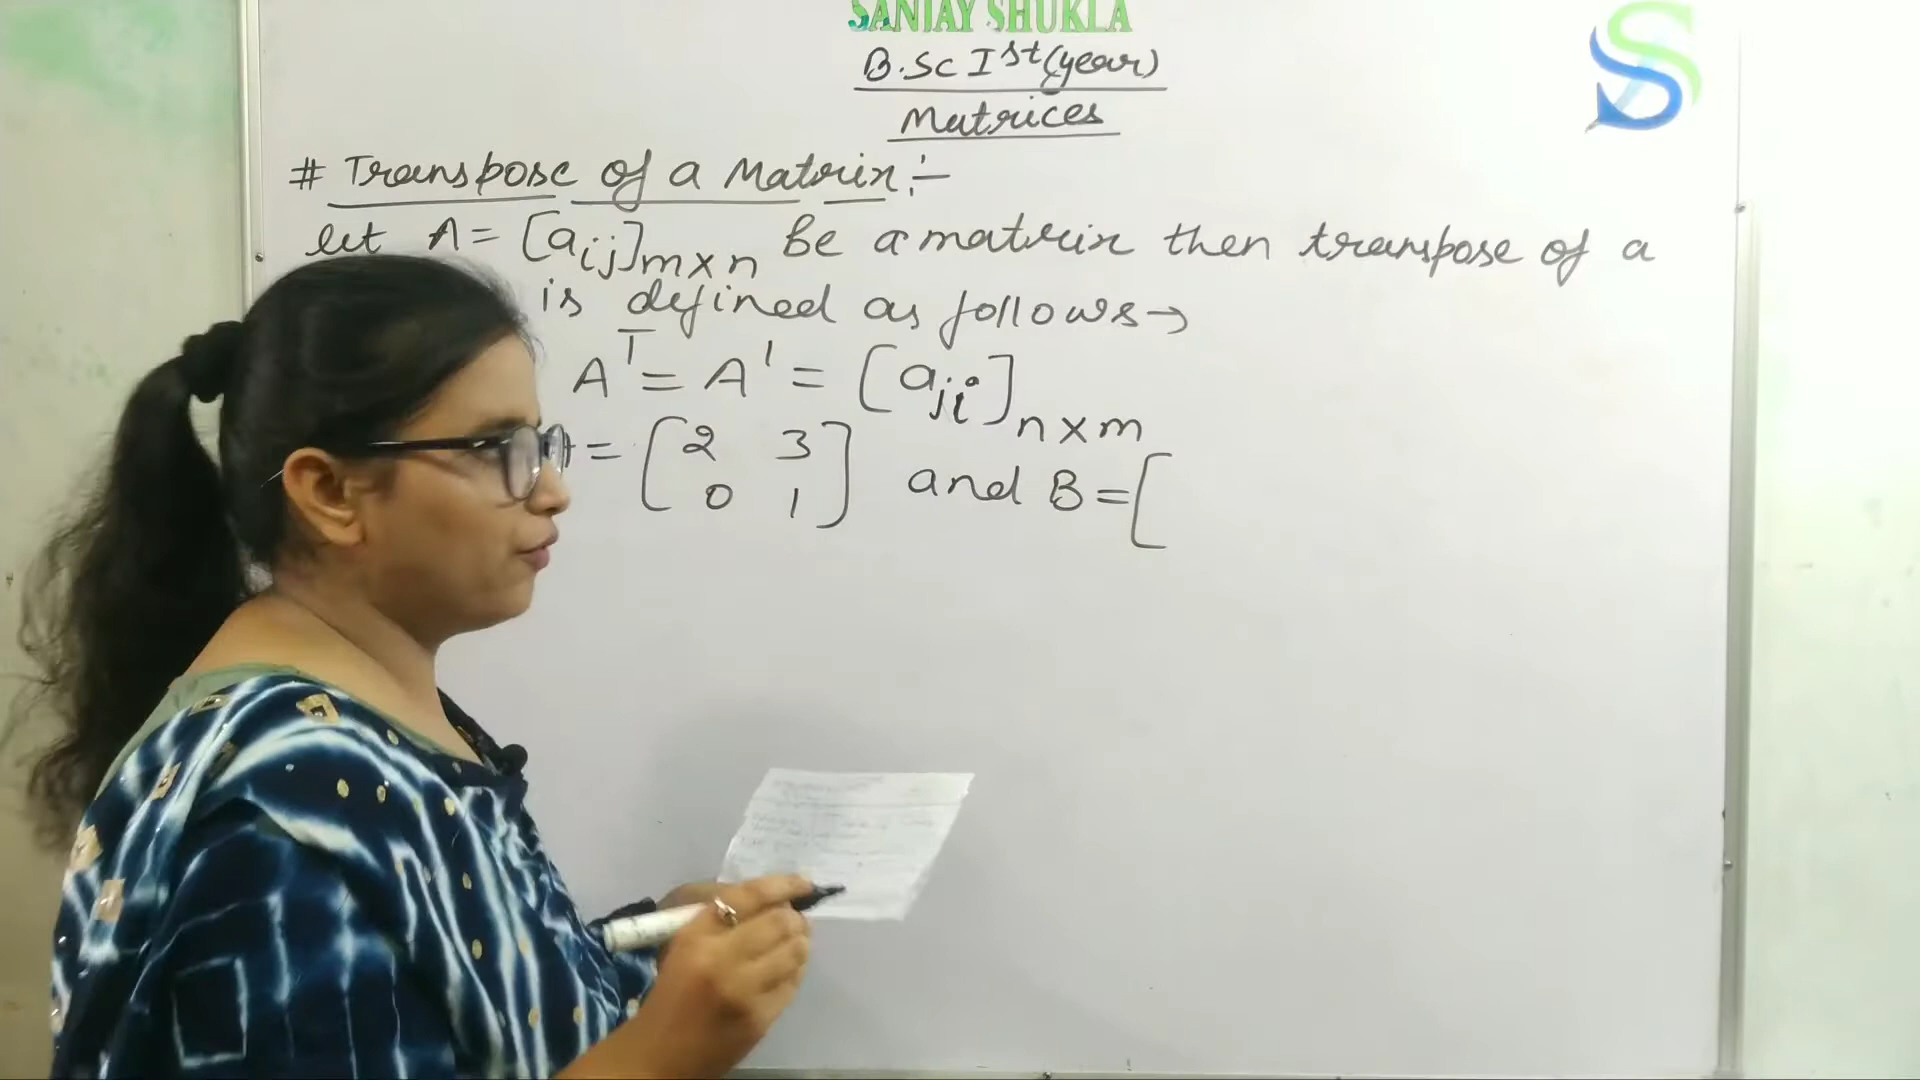 SANJAY SHUKLA
B.Sc Ist (year)
Matrices
# Transpose of a Matrix :-
let A = [aij]m×n Be a matrix then transpose of a
is defined as follows →
A^T = A' = [aji]n×m
A = [2 3
0 1] and B = [